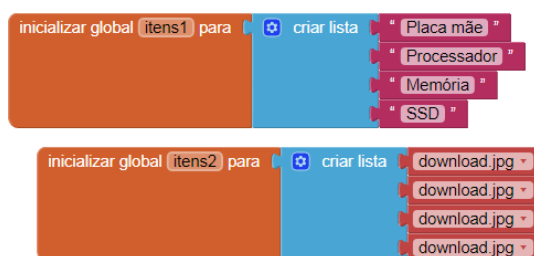 inicializar global itens1 para criar lista " Placa mãe "
" Processador "
" Memória "
" SSD "
inicializar global itens2 para criar lista download.jpg
download.jpg
download.jpg
download.jpg